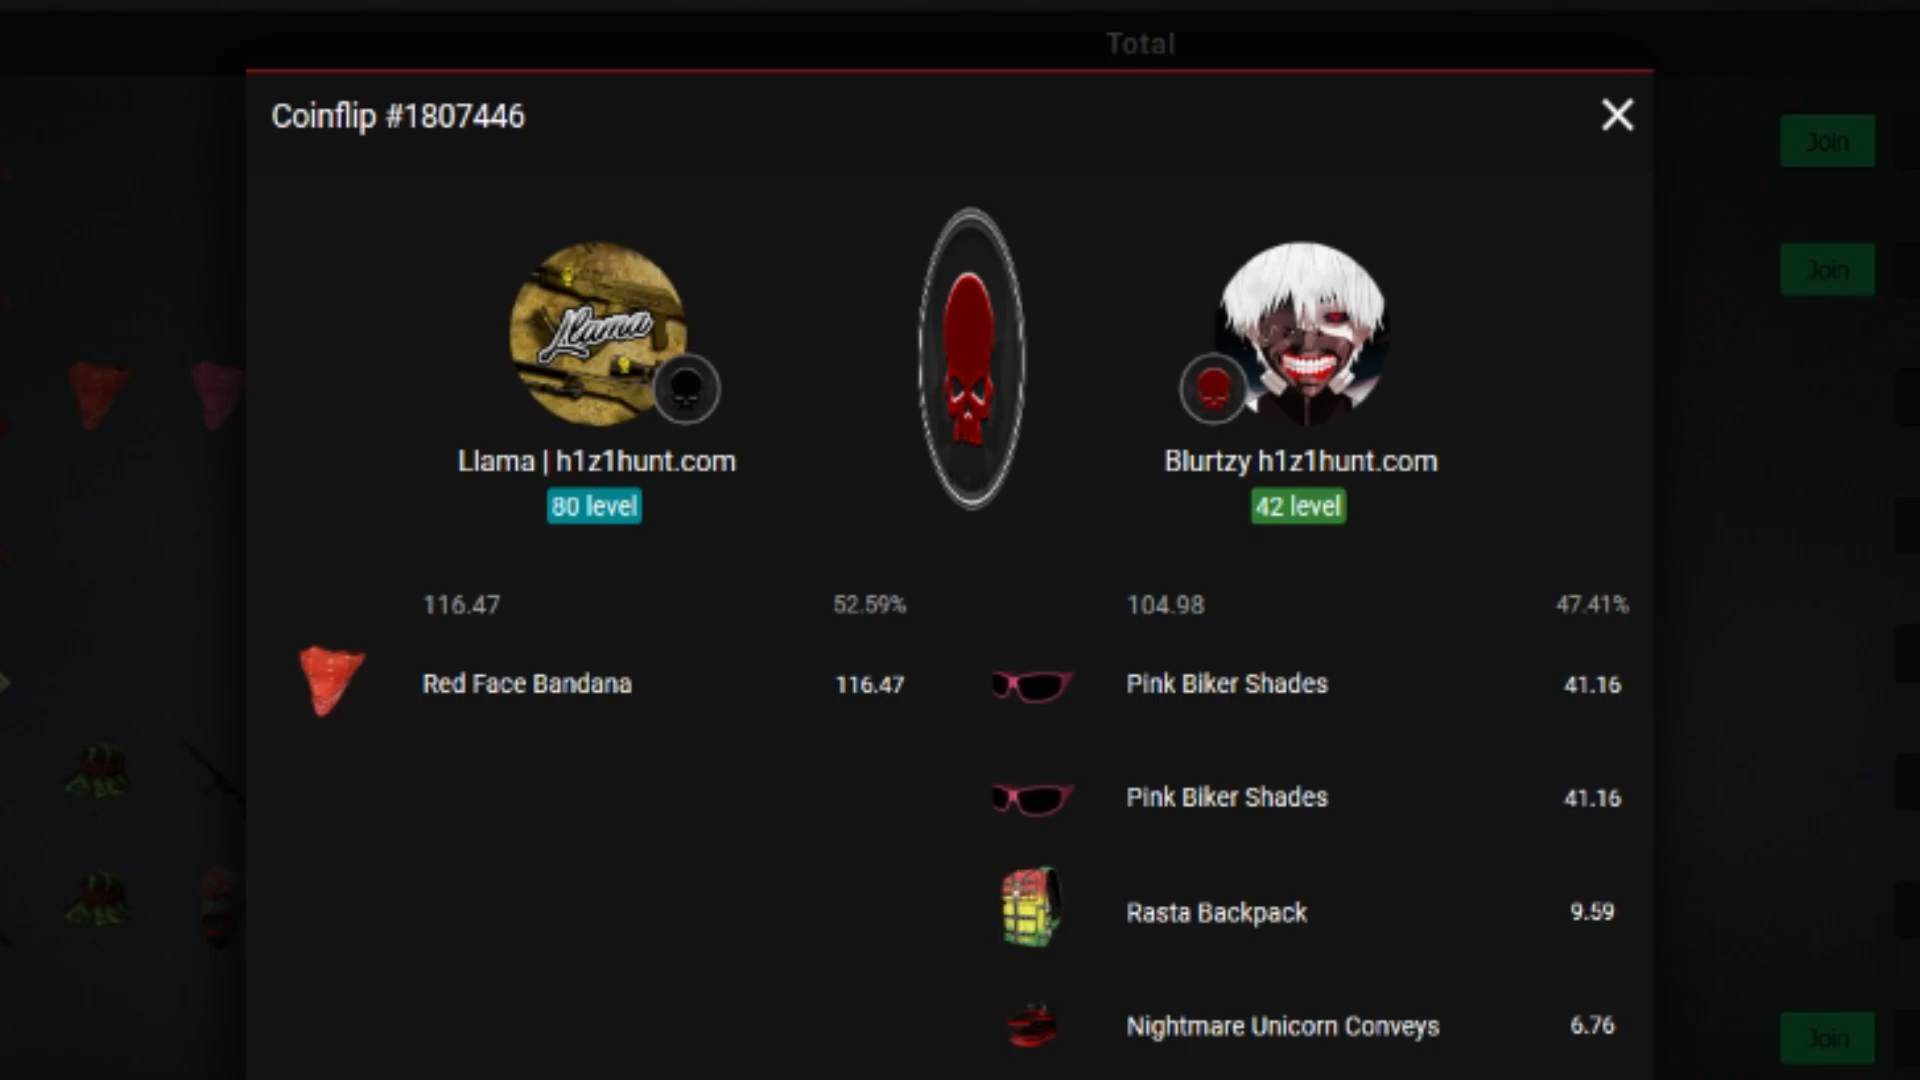 Total
Coinflip #1807446
Join
Join
Llama
Llama | h1z1hunt.com
Blurtzy h1z1hunt.com
80 level
42 level
116.47 52.59% 104.98 47.41%
Red Face Bandana 116.47 Pink Biker Shades 41.16
Pink Biker Shades 41.16
Rasta Backpack 9.59
Nightmare Unicorn Conveys 6.76
Join